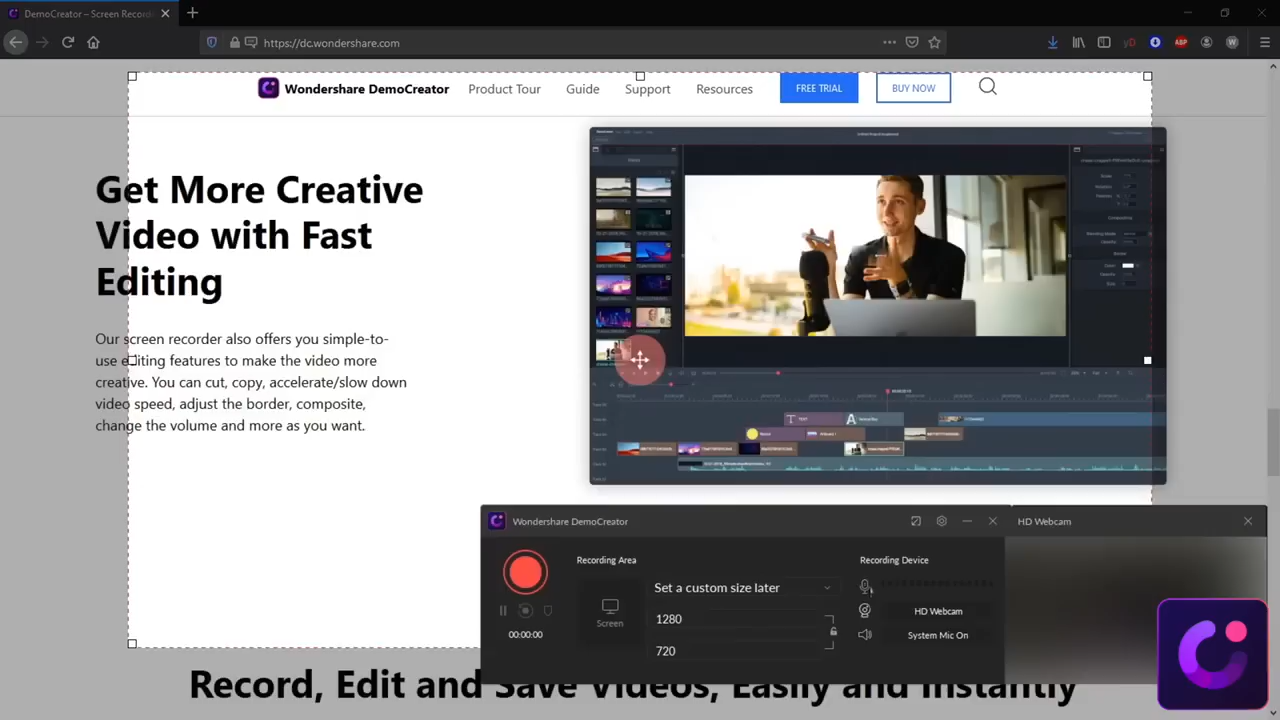 DemoCreator – Screen Record
https://dc.wondershare.com
Wondershare DemoCreator
Product Tour
Guide
Support
Resources
FREE TRIAL
BUY NOW
Get More Creative
Video with Fast
Editing
Our screen recorder also offers you simple-to-
use editing features to make the video more
creative. You can cut, copy, accelerate/slow down
video speed, adjust the border, composite,
change the volume and more as you want.
Wondershare DemoCreator
HD Webcam
Recording Area
Recording Device
Set a custom size later
1280
720
Screen
00:00:00
HD Webcam
System Mic On
Record, Edit and Save Videos, Easily and Instantly